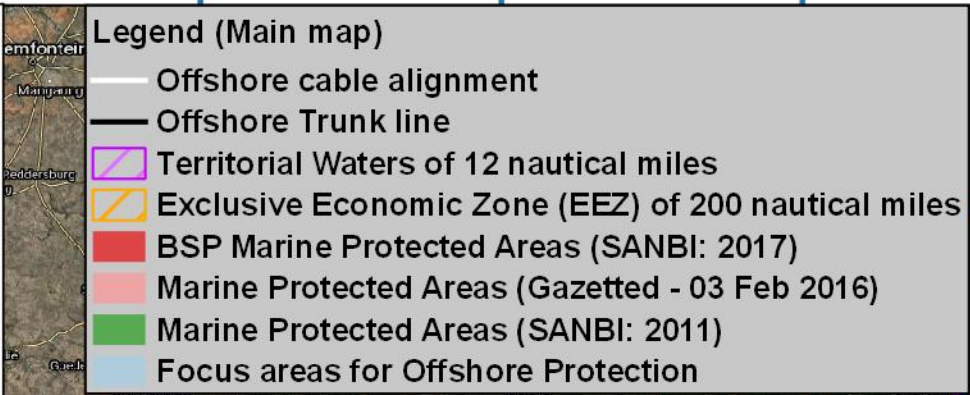 Legend (Main map)
Offshore cable alignment
Offshore Trunk line
Territorial Waters of 12 nautical miles
Exclusive Economic Zone (EEZ) of 200 nautical miles
BSP Marine Protected Areas (SANBI: 2017)
Marine Protected Areas (Gazetted - 03 Feb 2016)
Marine Protected Areas (SANBI: 2011)
Focus areas for Offshore Protection
emfontein
Mangaung
Reddersburg